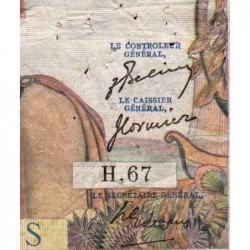 LE CONTROLEUR
GÉNÉRAL,
LE CAISSIER
GÉNÉRAL,
H.67
LE SECRÉTAIRE GÉNÉRAL,
S